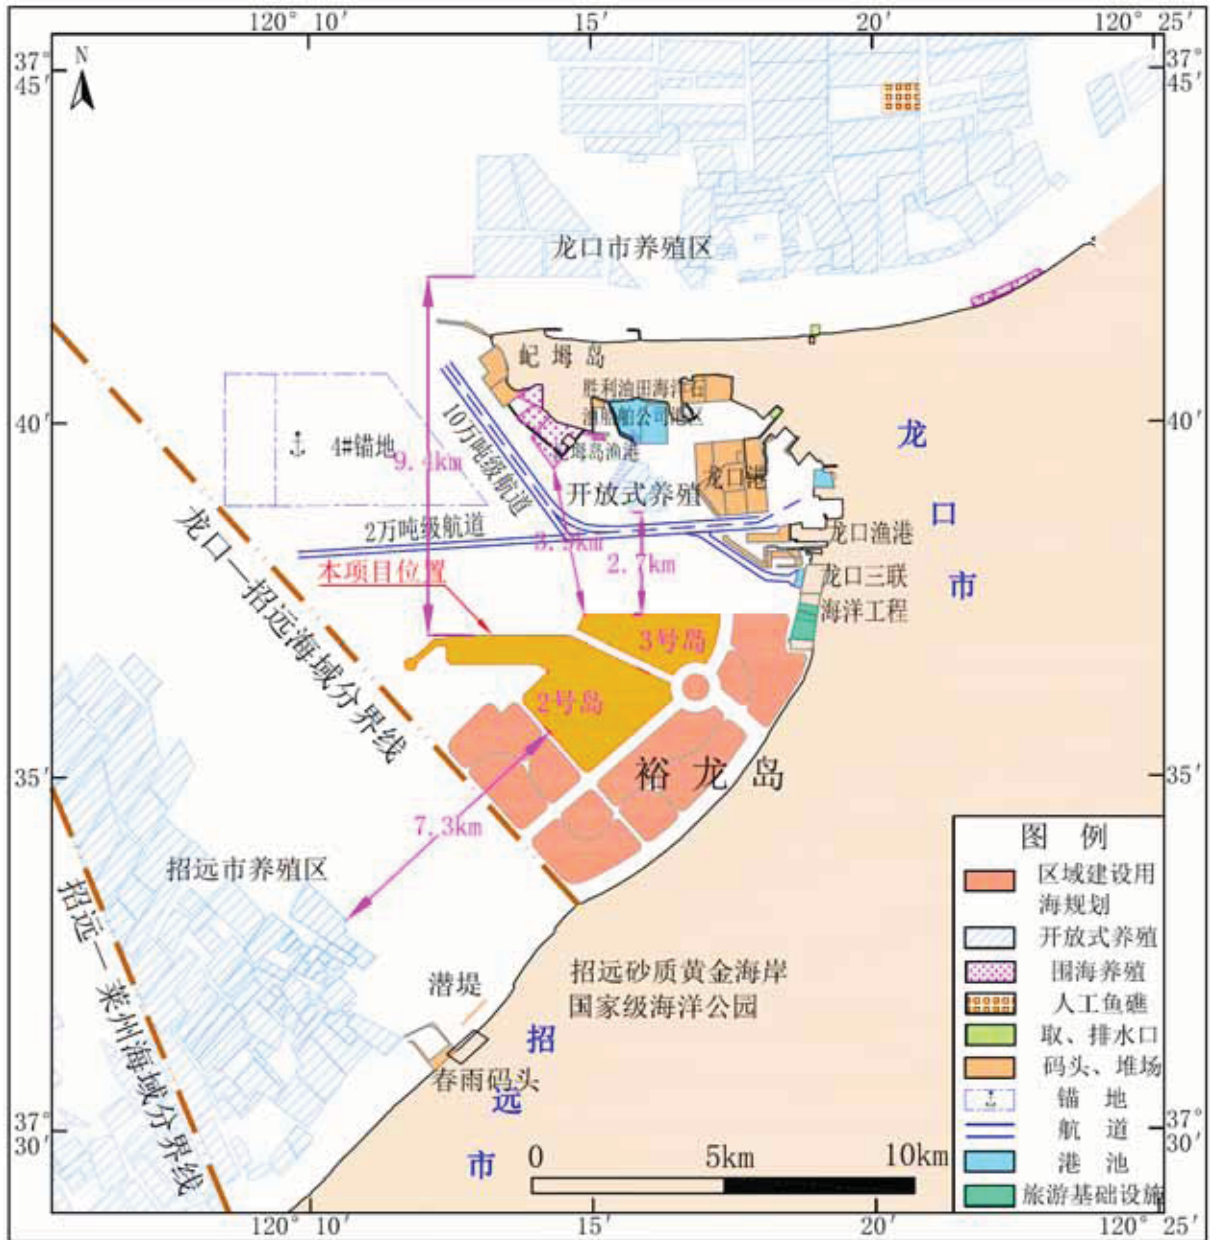 120° 10′
15′
20′
120° 25′
37°
45′
37°
45′
N
龙口市养殖区
屺 㟂 岛
胜利油田海洋石
油船舶公司港区
40′
40′
4#锚地
9.4km
10万吨级航道
㟂岛渔港
龙口港
开放式养殖
龙
口
市
2万吨级航道
3.9km
2.7km
龙口渔港
龙口三联
海洋工程
本项目位置
龙口—招远海域分界线
3号岛
2号岛
裕 龙 岛
35′
35′
7.3km
招远市养殖区
招远—莱州海域分界线
潜堤
招远砂质黄金海岸
国家级海洋公园
春雨码头
招
远
市
图 例
区域建设用
海规划
开放式养殖
围海养殖
人工鱼礁
取、排水口
码头、堆场
锚 地
航 道
港 池
旅游基础设施
37°
30′
37°
30′
0
5km
10km
120° 10′
15′
20′
120° 25′